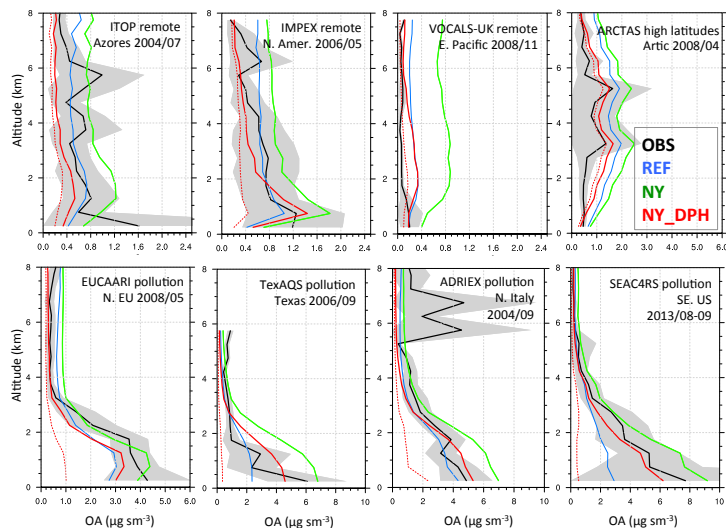 ITOP remote
Azores 2004/07
IMPEX remote
N. Amer. 2006/05
VOCALS-UK remote
E. Pacific 2008/11
ARCTAS high latitudes
Artic 2008/04
OBS
REF
NY
NY_DPH
Altitude (km)
8
6
4
2
0
0.0 0.4 0.8 1.2 1.6 2.0 2.4
0.0 0.4 0.8 1.2 1.6 2.0 2.4
0.0 0.4 0.8 1.2 1.6 2.0 2.4
0.0 1.0 2.0 3.0 4.0 5.0 6.0
EUCAARI pollution
N. EU 2008/05
TexAQS pollution
Texas 2006/09
ADRIEX pollution
N. Italy
2004/09
SEAC4RS pollution
SE. US
2013/08-09
Altitude (km)
8
6
4
2
0
0.0 1.0 2.0 3.0 4.0 5.0 6.0
0 2 4 6 8 10
0 2 4 6 8 10
0 2 4 6 8 10
OA (µg sm⁻³)
OA (µg sm⁻³)
OA (µg sm⁻³)
OA (µg sm⁻³)